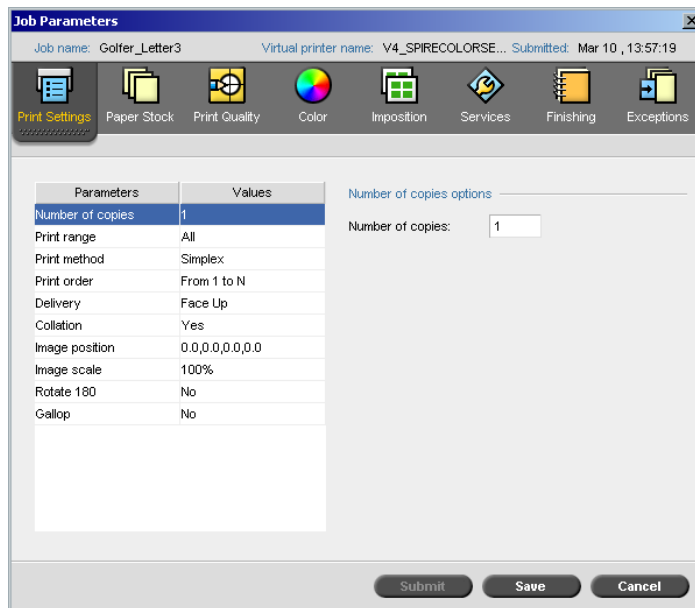 Job Parameters
Job name: Golfer_Letter3 Virtual printer name: V4_SPIRECOLORSE... Submitted: Mar 10 , 13:57:19
Print Settings Paper Stock Print Quality Color Imposition Services Finishing Exceptions
Parameters Values
Number of copies options
Number of copies 1
Number of copies: 1
Print range All
Print method Simplex
Print order From 1 to N
Delivery Face Up
Collation Yes
Image position 0.0,0.0,0.0,0.0
Image scale 100%
Rotate 180 No
Gallop No
Submit Save Cancel